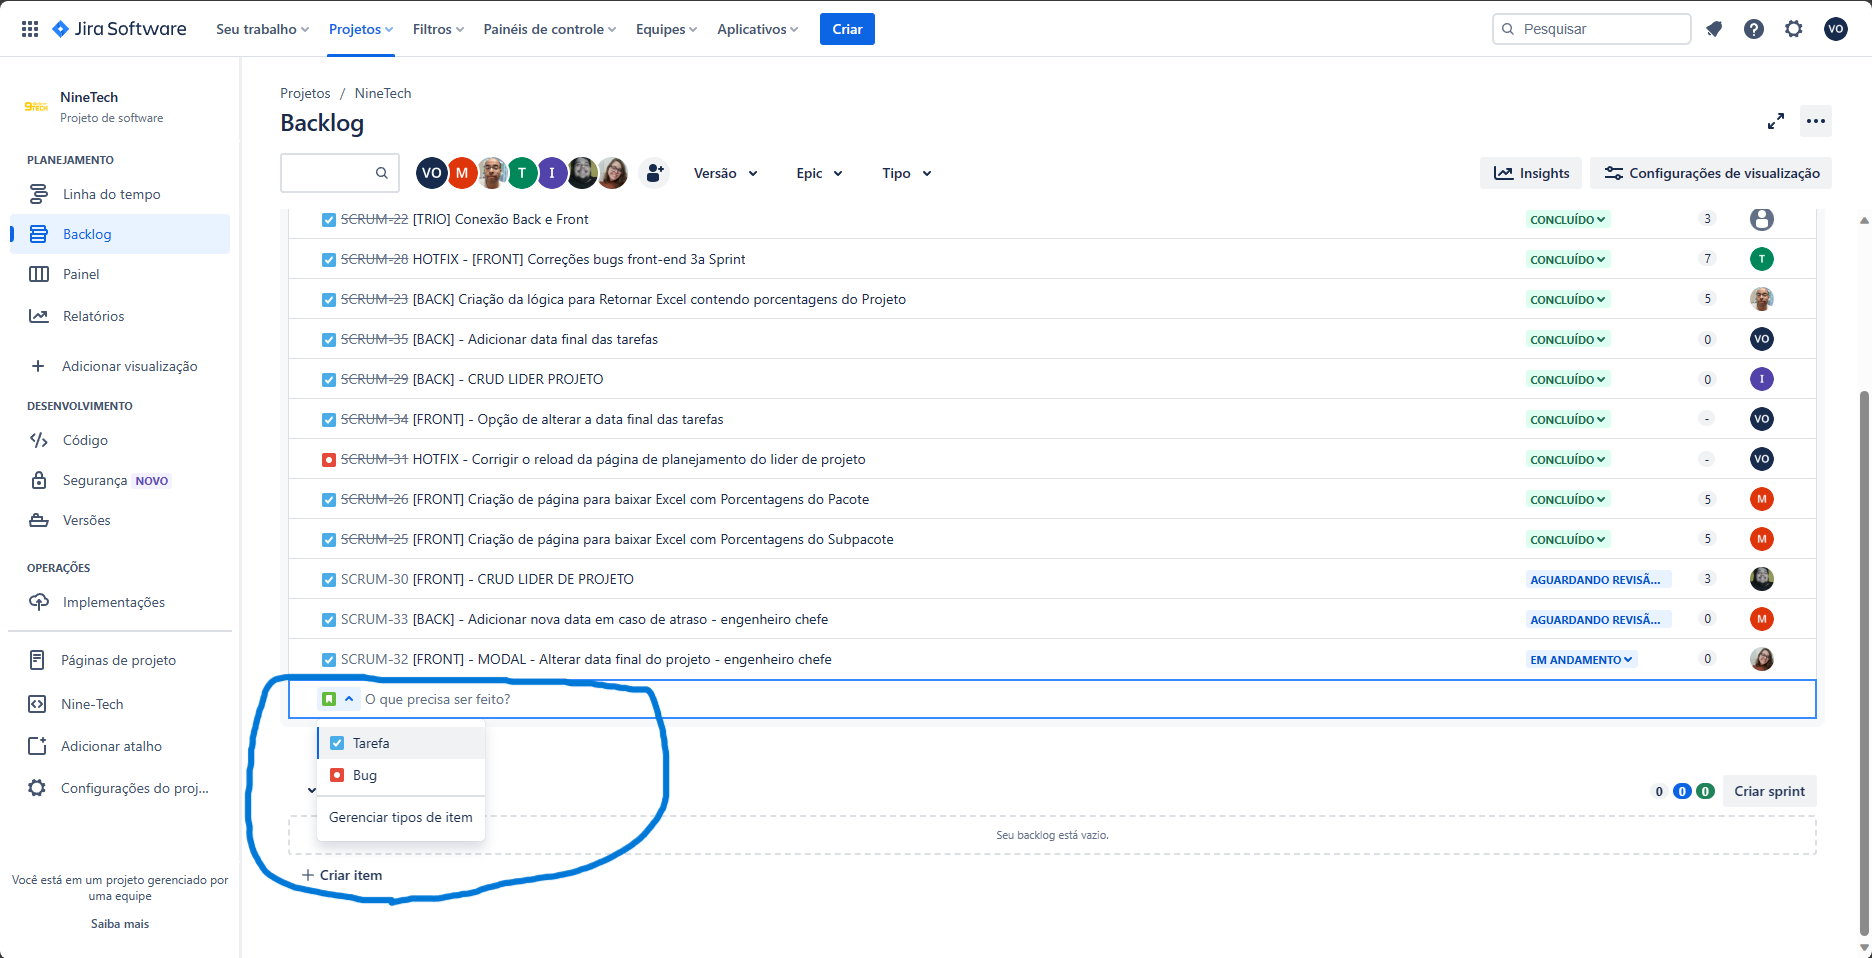 Jira Software
Seu trabalho
Projetos
Filtros
Painéis de controle
Equipes
Aplicativos
Criar
Pesquisar
VO
9TECH
NineTech
Projeto de software
PLANEJAMENTO
Linha do tempo
Backlog
Painel
Relatórios
Adicionar visualização
DESENVOLVIMENTO
Código
Segurança NOVO
Versões
OPERAÇÕES
Implementações
Páginas de projeto
Nine-Tech
Adicionar atalho
Configurações do proj...
Você está em um projeto gerenciado por
uma equipe
Saiba mais
Projetos / NineTech
Backlog
VO M T I
Versão
Epic
Tipo
Insights
Configurações de visualização
SCRUM-22 [TRIO] Conexão Back e Front CONCLUÍDO 3
SCRUM-28 HOTFIX - [FRONT] Correções bugs front-end 3a Sprint CONCLUÍDO 7 T
SCRUM-23 [BACK] Criação da lógica para Retornar Excel contendo porcentagens do Projeto CONCLUÍDO 5
SCRUM-35 [BACK] - Adicionar data final das tarefas CONCLUÍDO 0 VO
SCRUM-29 [BACK] - CRUD LIDER PROJETO CONCLUÍDO 0 I
SCRUM-34 [FRONT] - Opção de alterar a data final das tarefas CONCLUÍDO - VO
SCRUM-31 HOTFIX - Corrigir o reload da página de planejamento do lider de projeto CONCLUÍDO - VO
SCRUM-26 [FRONT] Criação de página para baixar Excel com Porcentagens do Pacote CONCLUÍDO 5 M
SCRUM-25 [FRONT] Criação de página para baixar Excel com Porcentagens do Subpacote CONCLUÍDO 5 M
SCRUM-30 [FRONT] - CRUD LIDER DE PROJETO AGUARDANDO REVISÃ... 3
SCRUM-33 [BACK] - Adicionar nova data em caso de atraso - engenheiro chefe AGUARDANDO REVISÃ... 0 M
SCRUM-32 [FRONT] - MODAL - Alterar data final do projeto - engenheiro chefe EM ANDAMENTO 0
O que precisa ser feito?
Tarefa
Bug
Gerenciar tipos de item
0 0 0 Criar sprint
Seu backlog está vazio.
+ Criar item